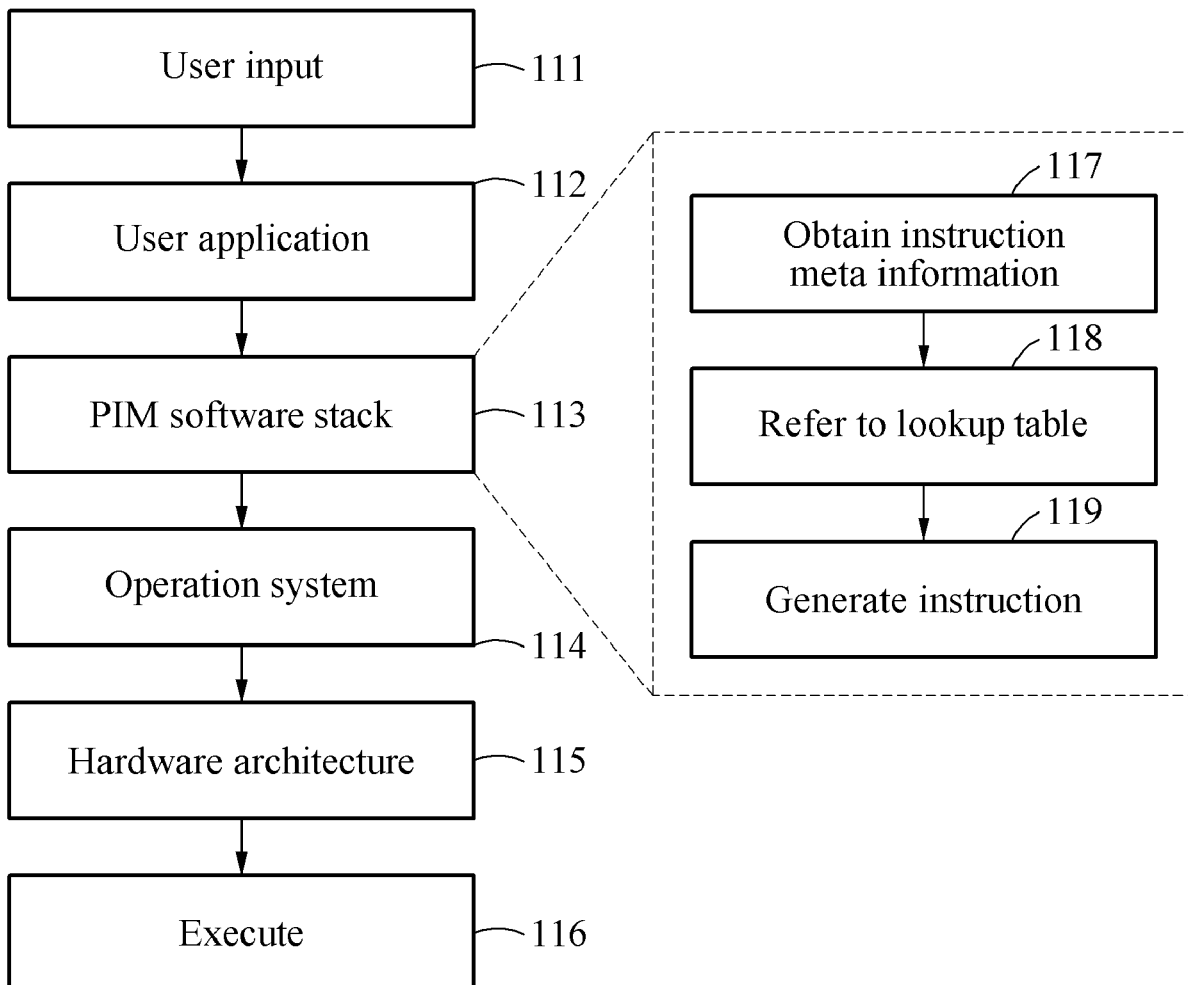 User input
111
User application
112
PIM software stack
113
Operation system
114
Hardware architecture
115
Execute
116
117
Obtain instruction
meta information
118
Refer to lookup table
119
Generate instruction